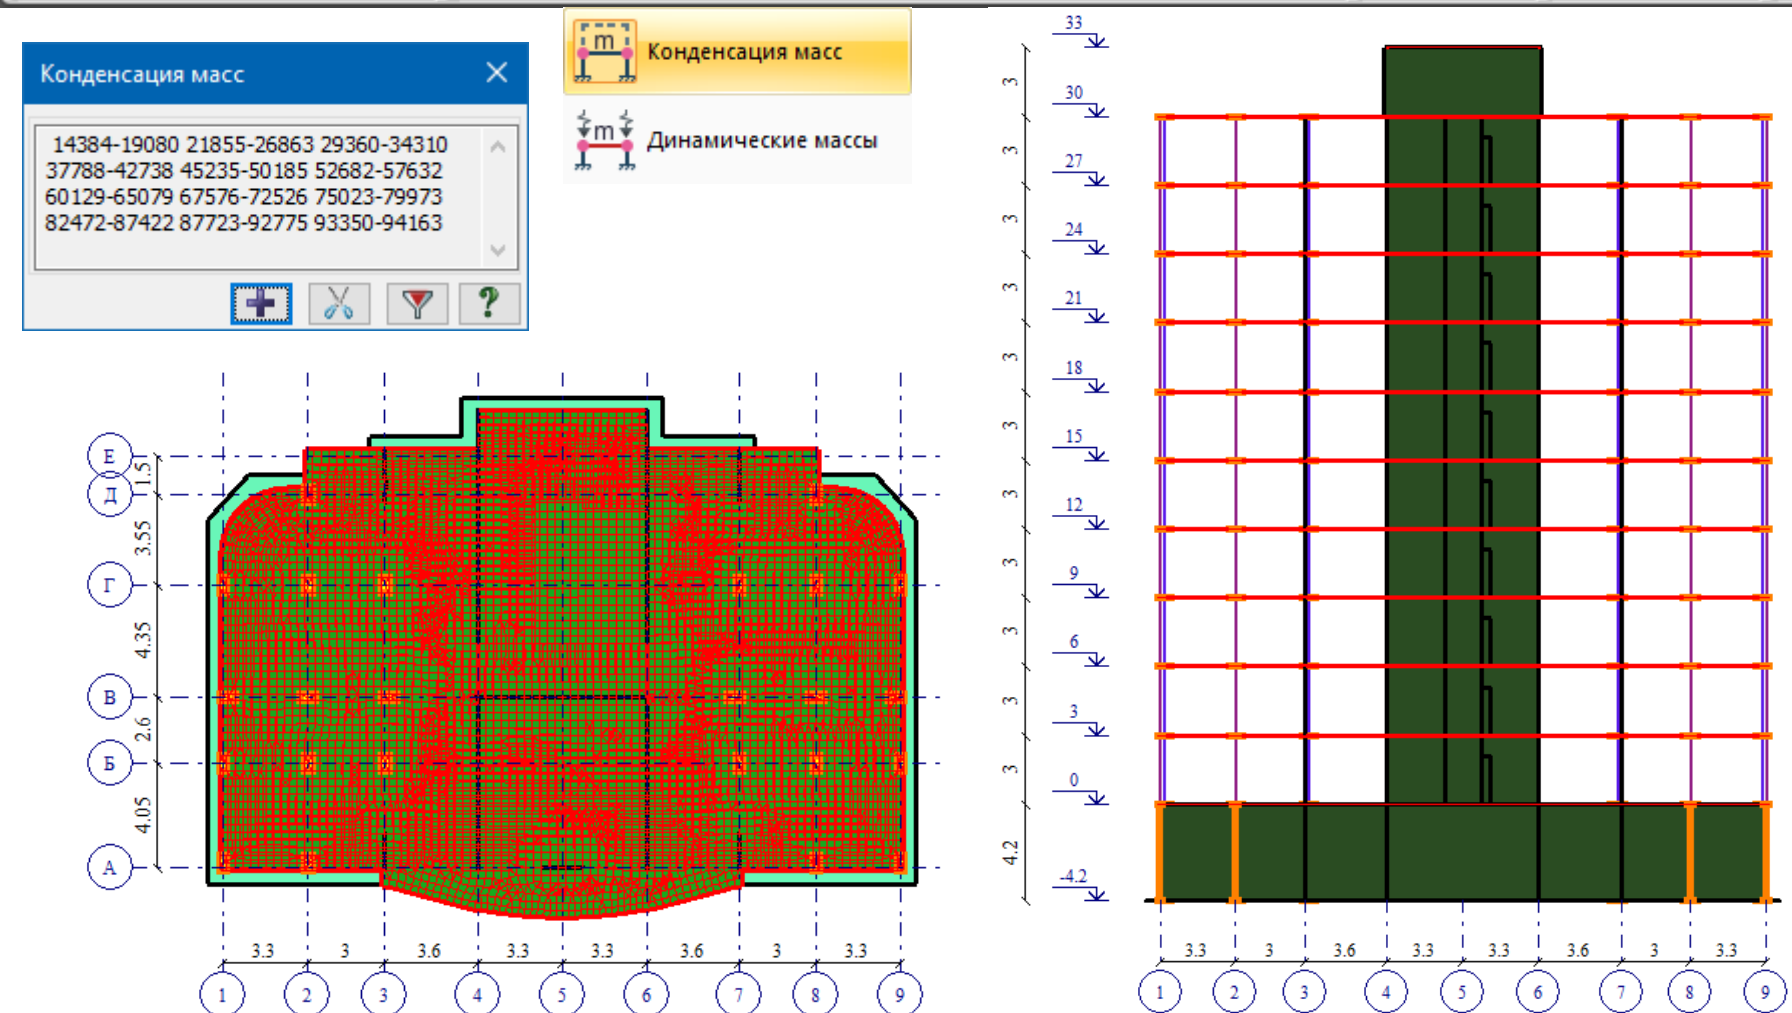 Конденсация масс
14384-19080 21855-26863 29360-34310
37788-42738 45235-50185 52682-57632
60129-65079 67576-72526 75023-79973
82472-87422 87723-92775 93350-94163
?
m
Конденсация масс
m
Динамические массы
Е
1.5
Д
3.55
Г
4.35
В
2.6
Б
4.05
А
3.3 3 3.6 3.3 3.3 3.6 3 3.3
1 2 3 4 5 6 7 8 9
33
3
30
3
27
3
24
3
21
3
18
3
15
3
12
3
9
3
6
3
3
3
0
4.2
-4.2
3.3 3 3.6 3.3 3.3 3.6 3 3.3
1 2 3 4 5 6 7 8 9